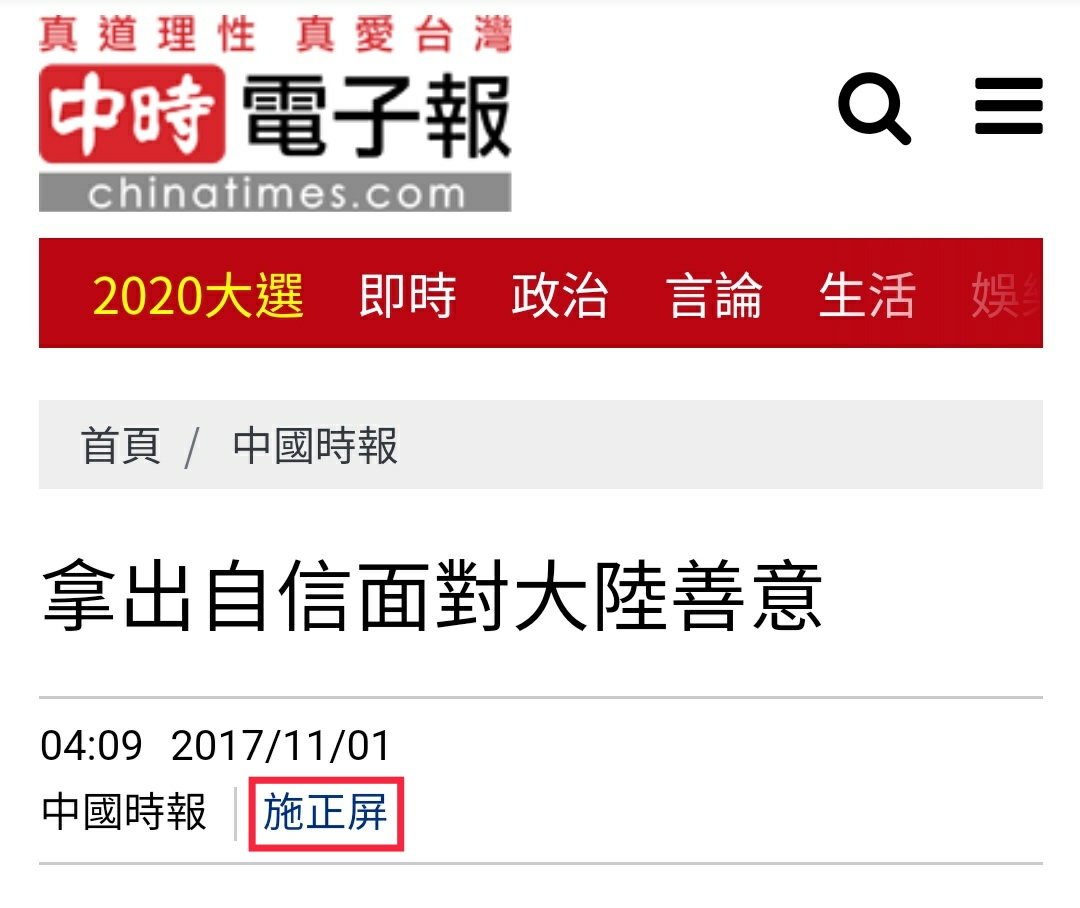 真道理性 真愛台灣
中時電子報
chinatimes.com
2020大選 即時 政治 言論 生活 娛樂
首頁 / 中國時報
拿出自信面對大陸善意
04:09 2017/11/01
中國時報 施正屏